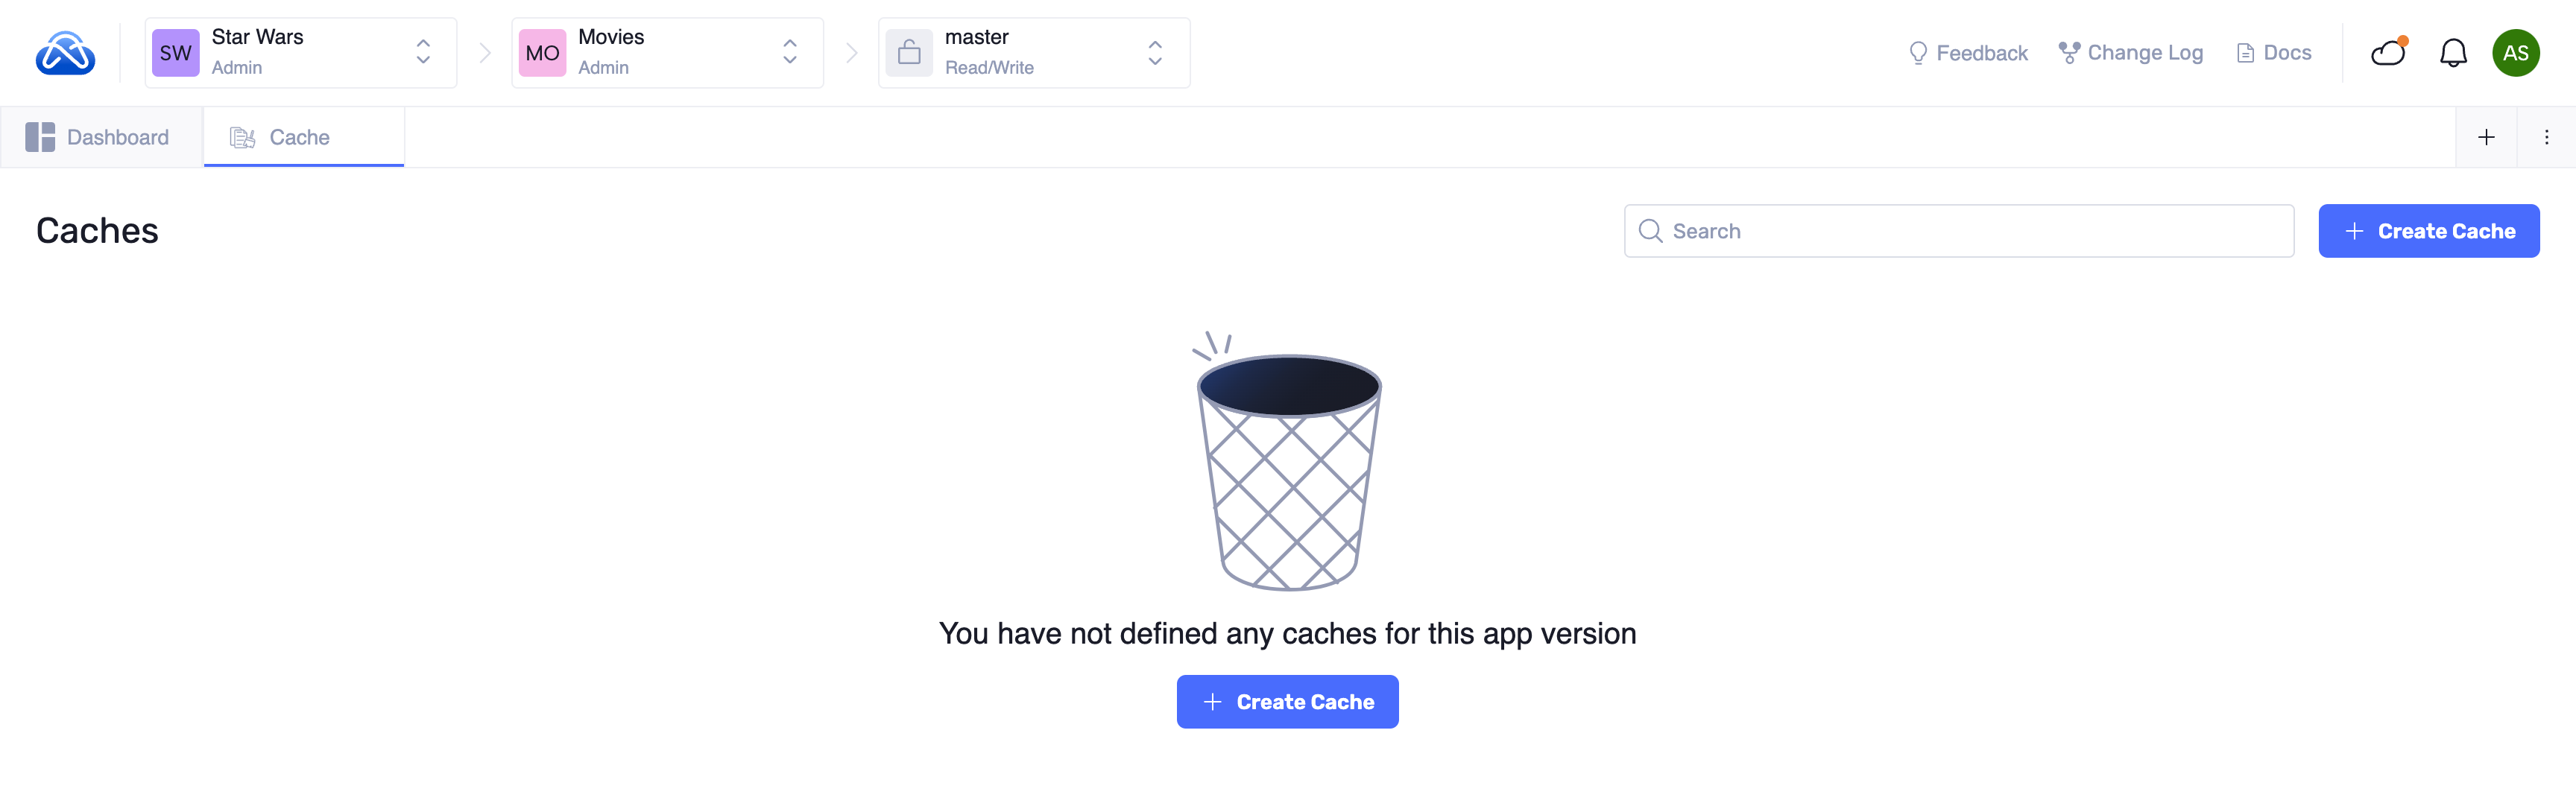 SW
Star Wars
Admin
MO
Movies
Admin
master
Read/Write
Feedback
Change Log
Docs
AS
Dashboard
Cache
Caches
Search
Create Cache
You have not defined any caches for this app version
Create Cache